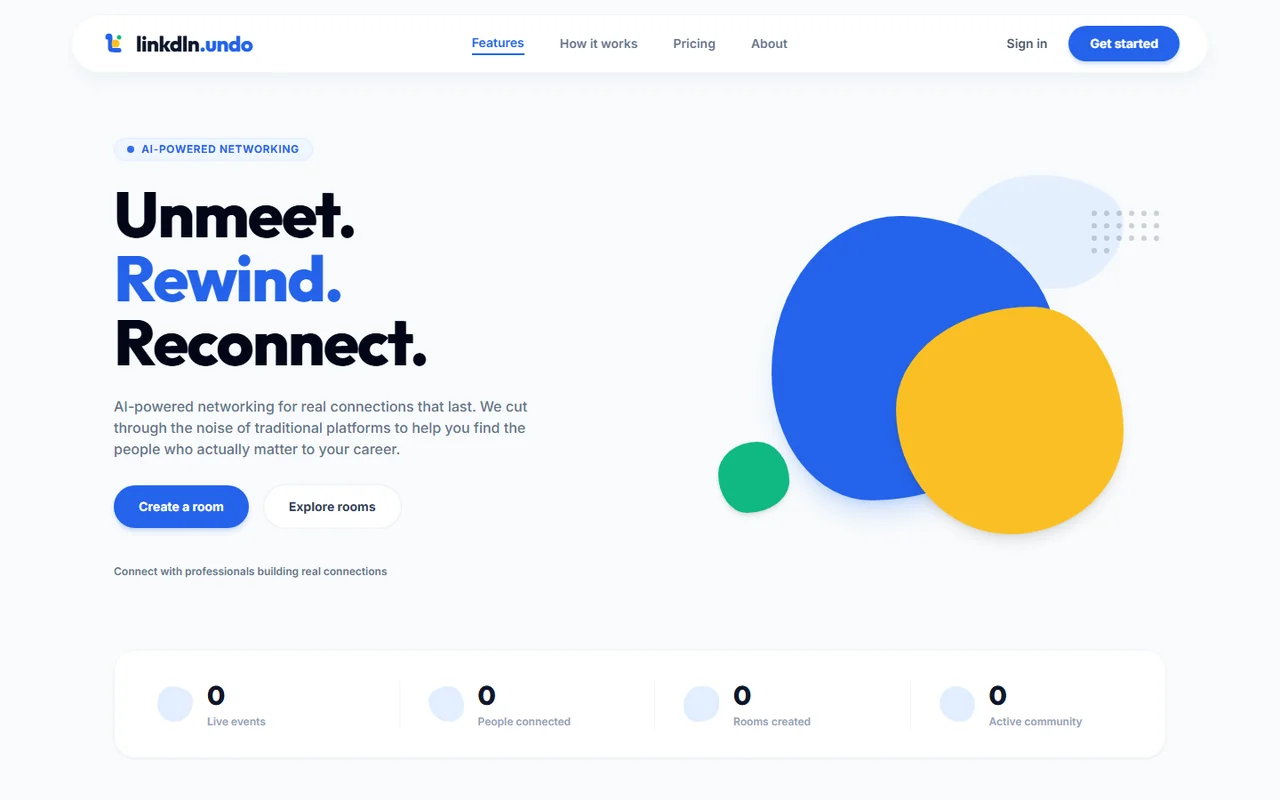 linkdln.undo
Features
How it works
Pricing
About
Sign in
Get started
AI-POWERED NETWORKING
Unmeet.
Rewind.
Reconnect.
AI-powered networking for real connections that last. We cut
through the noise of traditional platforms to help you find the
people who actually matter to your career.
Create a room
Explore rooms
Connect with professionals building real connections
0
Live events
0
People connected
0
Rooms created
0
Active community